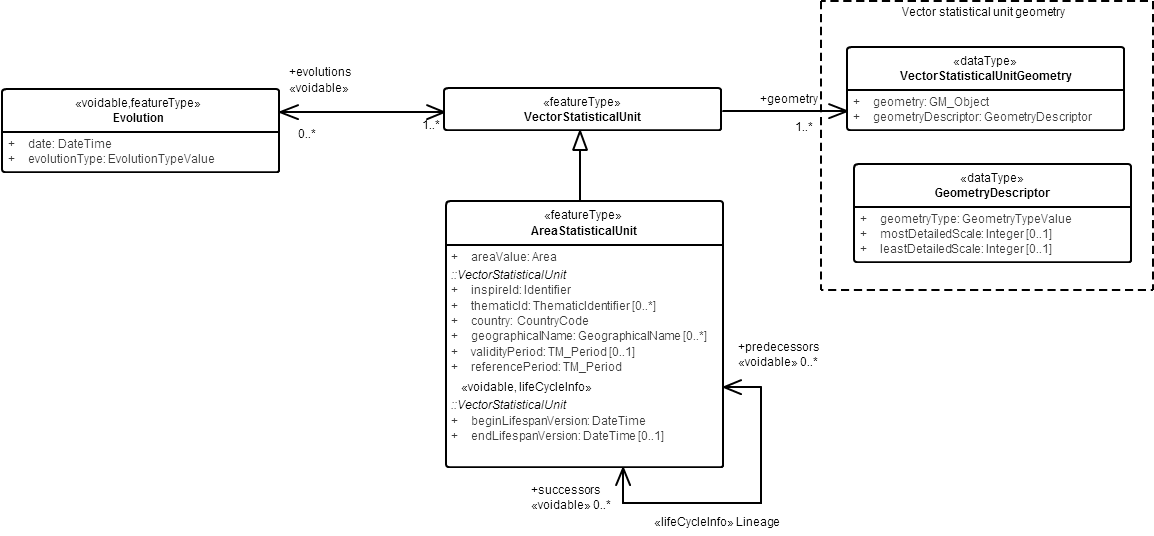 Vector statistical unit geometry
«dataType»
VectorStatisticalUnitGeometry
+ geometry: GM_Object
+ geometryDescriptor: GeometryDescriptor
+evolutions
«voidable»
0..*
1..*
+geometry
1..*
«voidable,featureType»
Evolution
+ date: DateTime
+ evolutionType: EvolutionTypeValue
«featureType»
VectorStatisticalUnit
«dataType»
GeometryDescriptor
+ geometryType: GeometryTypeValue
+ mostDetailedScale: Integer [0..1]
+ leastDetailedScale: Integer [0..1]
«featureType»
AreaStatisticalUnit
+ areaValue: Area
::VectorStatisticalUnit
+ inspireId: Identifier
+ thematicId: ThematicIdentifier [0..*]
+ country: CountryCode
+ geographicalName: GeographicalName [0..*]
+ validityPeriod: TM_Period [0..1]
+ referencePeriod: TM_Period
«voidable, lifeCycleInfo»
::VectorStatisticalUnit
+ beginLifespanVersion: DateTime
+ endLifespanVersion: DateTime [0..1]
+predecessors
«voidable» 0..*
+successors
«voidable» 0..*
«lifeCycleInfo» Lineage